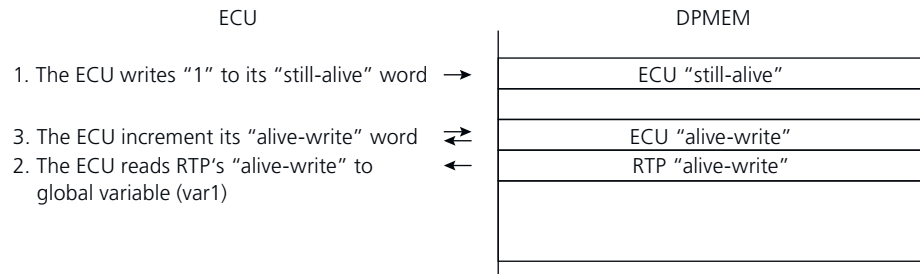 ECU DPMEM
1. The ECU writes “1” to its “still-alive” word → ECU “still-alive”
3. The ECU increment its “alive-write” word ⇄ ECU “alive-write”
2. The ECU reads RTP’s “alive-write” to ← RTP “alive-write”
global variable (var1)